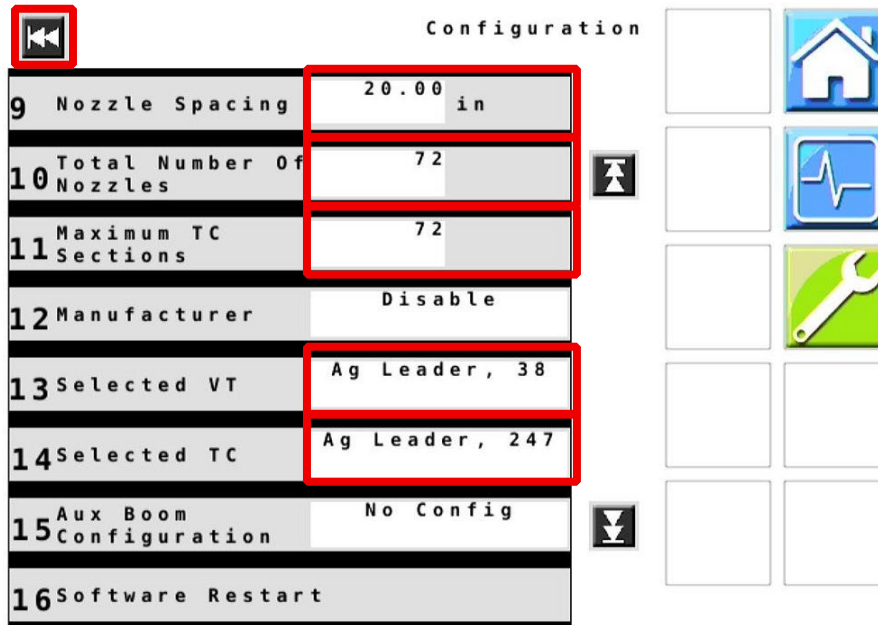 Configuration
9 Nozzle Spacing 20.00 in
10 Total Number Of
Nozzles 72
11 Maximum TC
Sections 72
12 Manufacturer Disable
13 Selected VT Ag Leader, 38
14 Selected TC Ag Leader, 247
15 Aux Boom
Configuration No Config
16 Software Restart